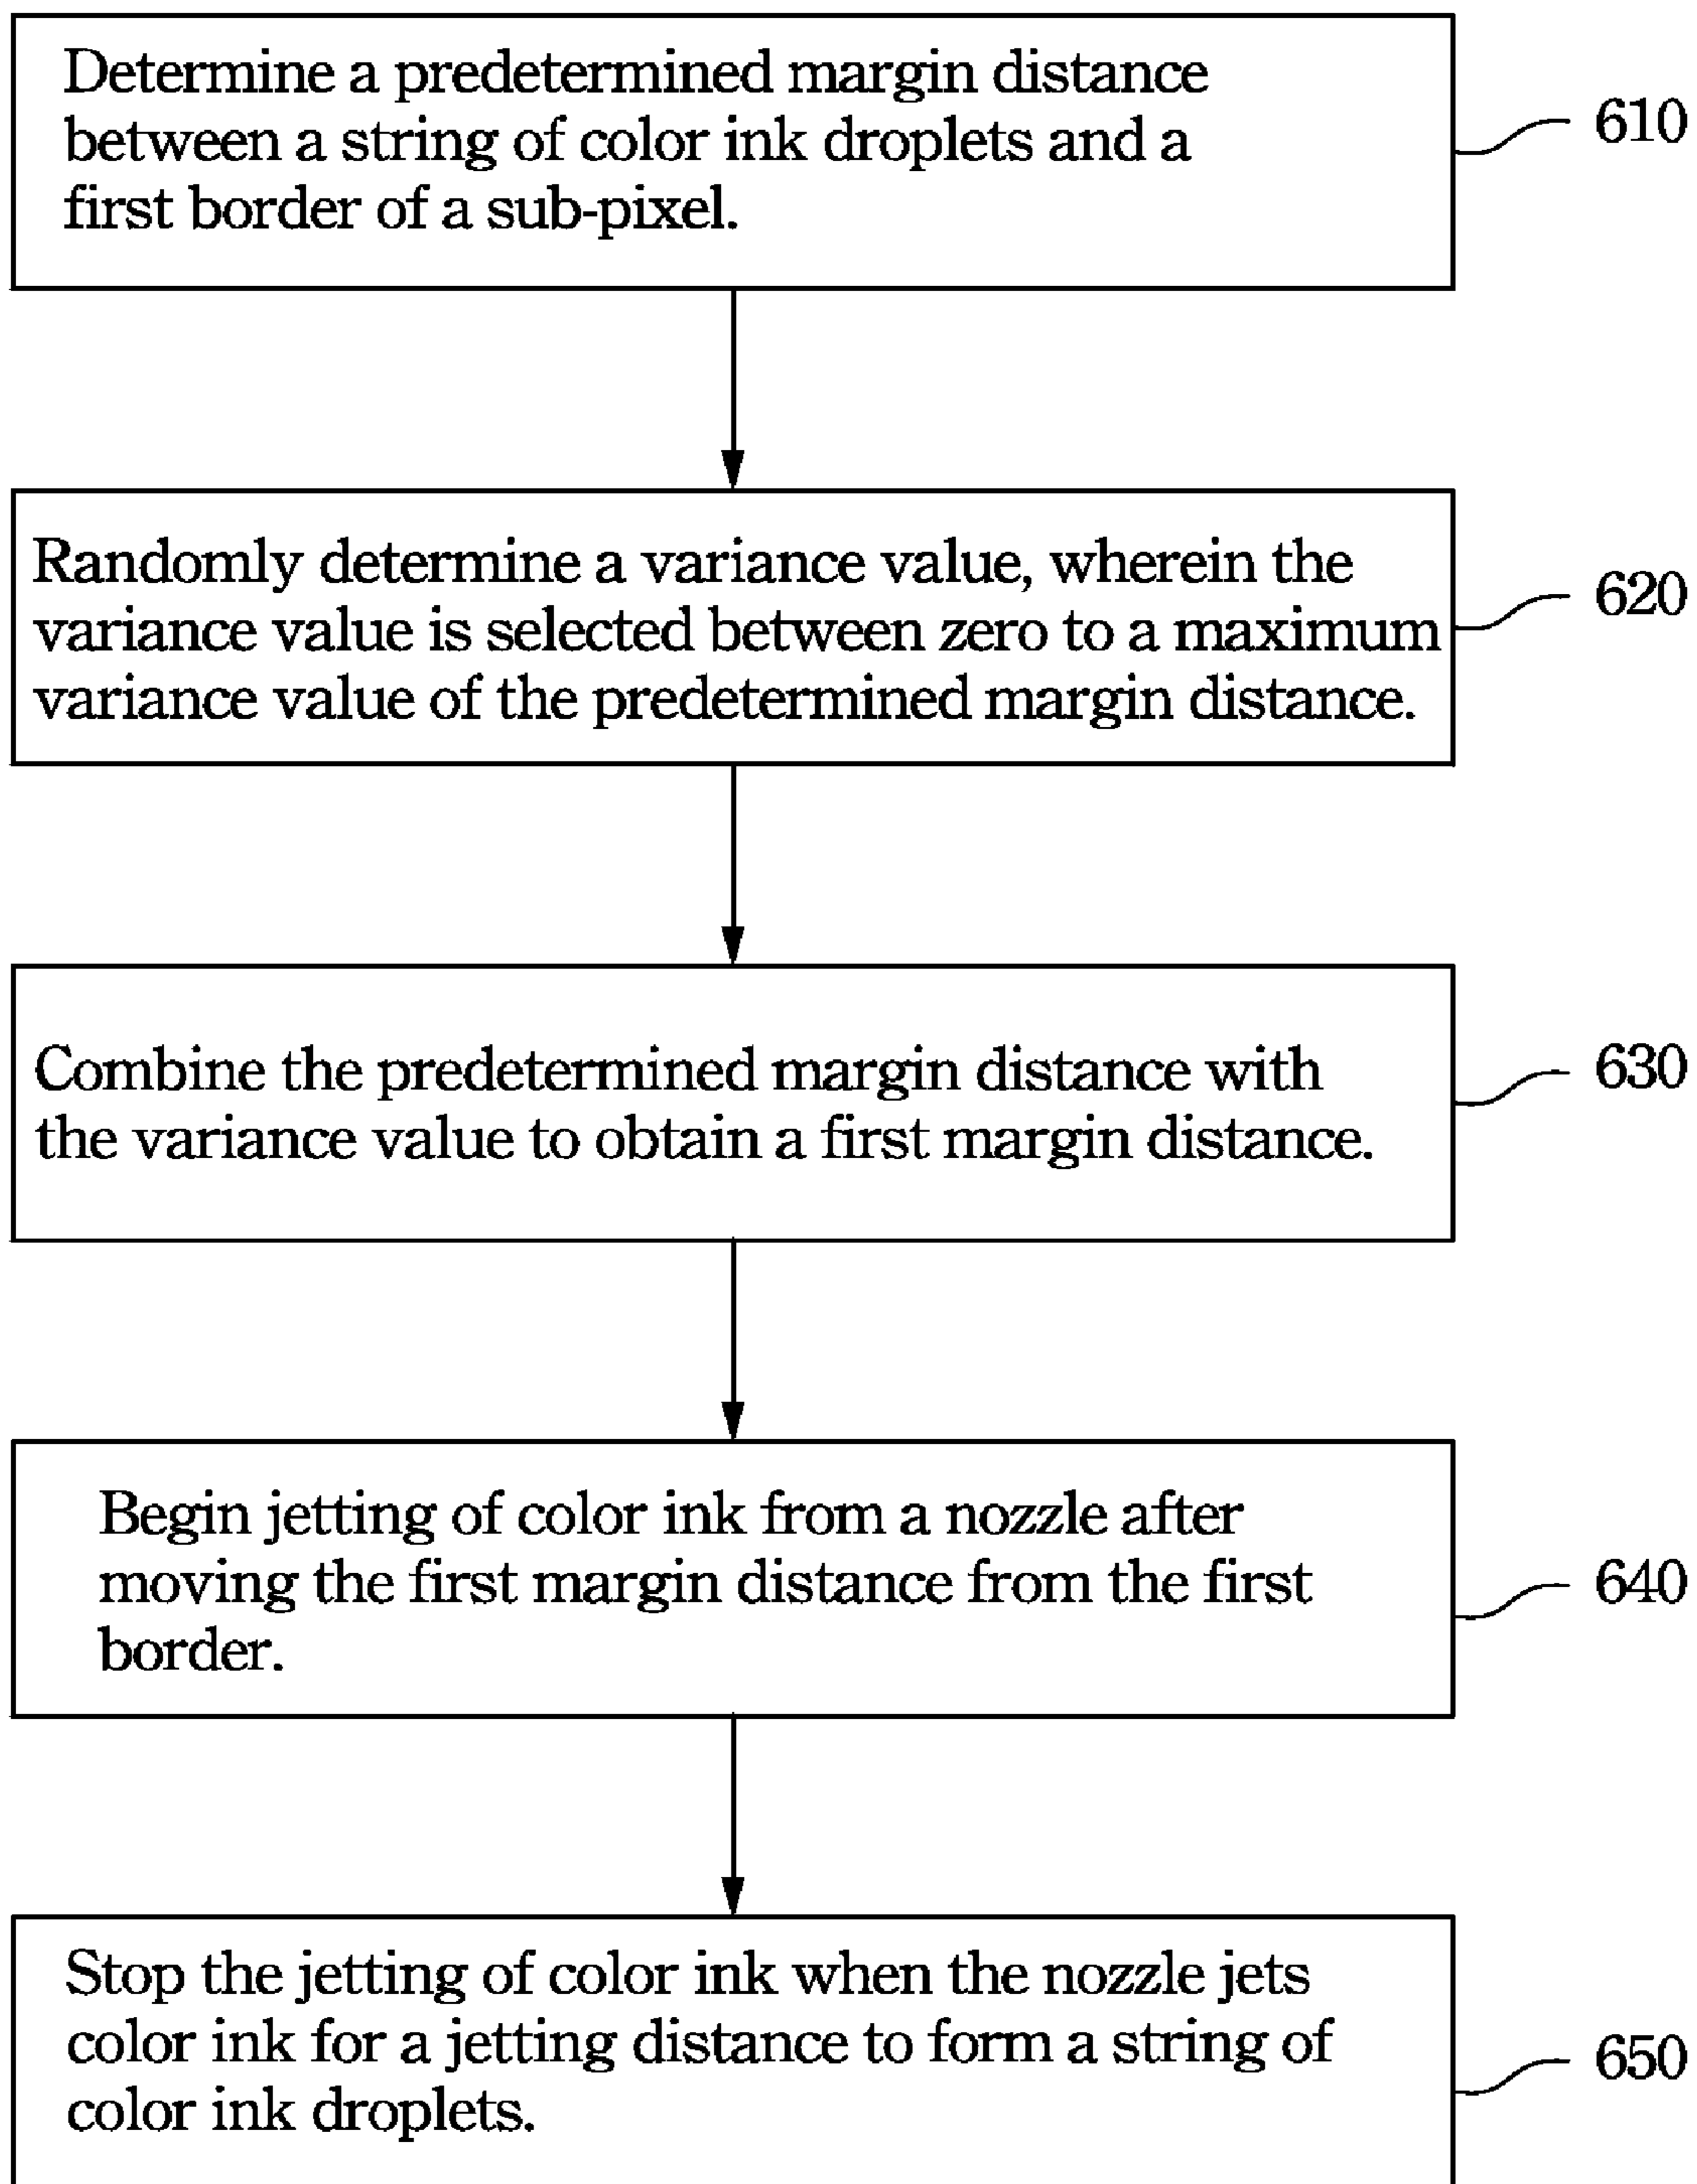 Determine a predetermined margin distance
between a string of color ink droplets and a
first border of a sub-pixel.
610
Randomly determine a variance value, wherein the
variance value is selected between zero to a maximum
variance value of the predetermined margin distance.
620
Combine the predetermined margin distance with
the variance value to obtain a first margin distance.
630
Begin jetting of color ink from a nozzle after
moving the first margin distance from the first
border.
640
Stop the jetting of color ink when the nozzle jets
color ink for a jetting distance to form a string of
color ink droplets.
650